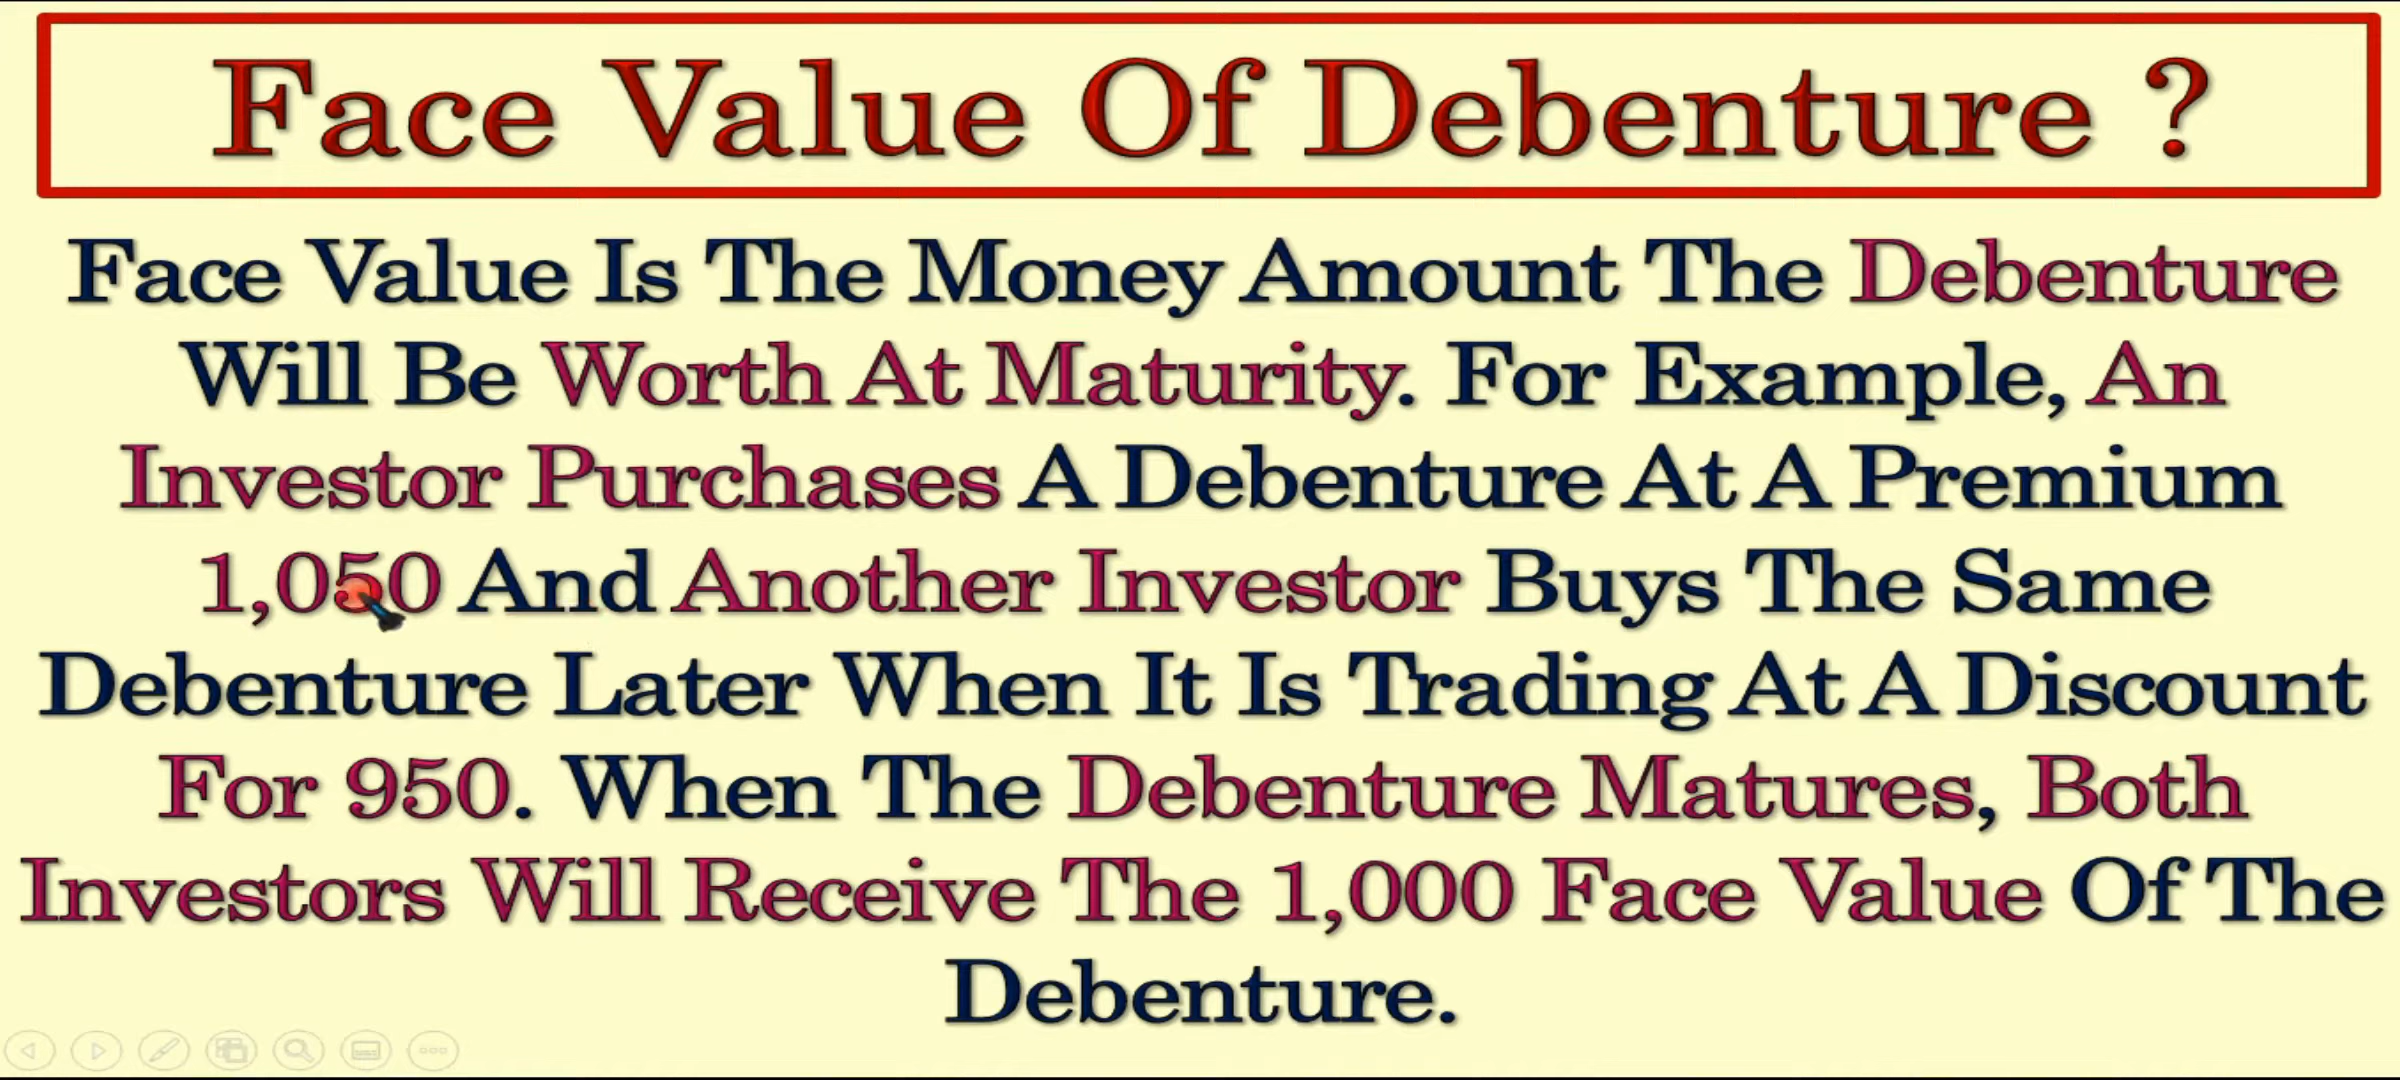 Face Value Of Debenture ?
Face Value Is The Money Amount The Debenture
Will Be Worth At Maturity. For Example, An
Investor Purchases A Debenture At A Premium
1,050 And Another Investor Buys The Same
Debenture Later When It Is Trading At A Discount
For 950. When The Debenture Matures, Both
Investors Will Receive The 1,000 Face Value Of The
Debenture.